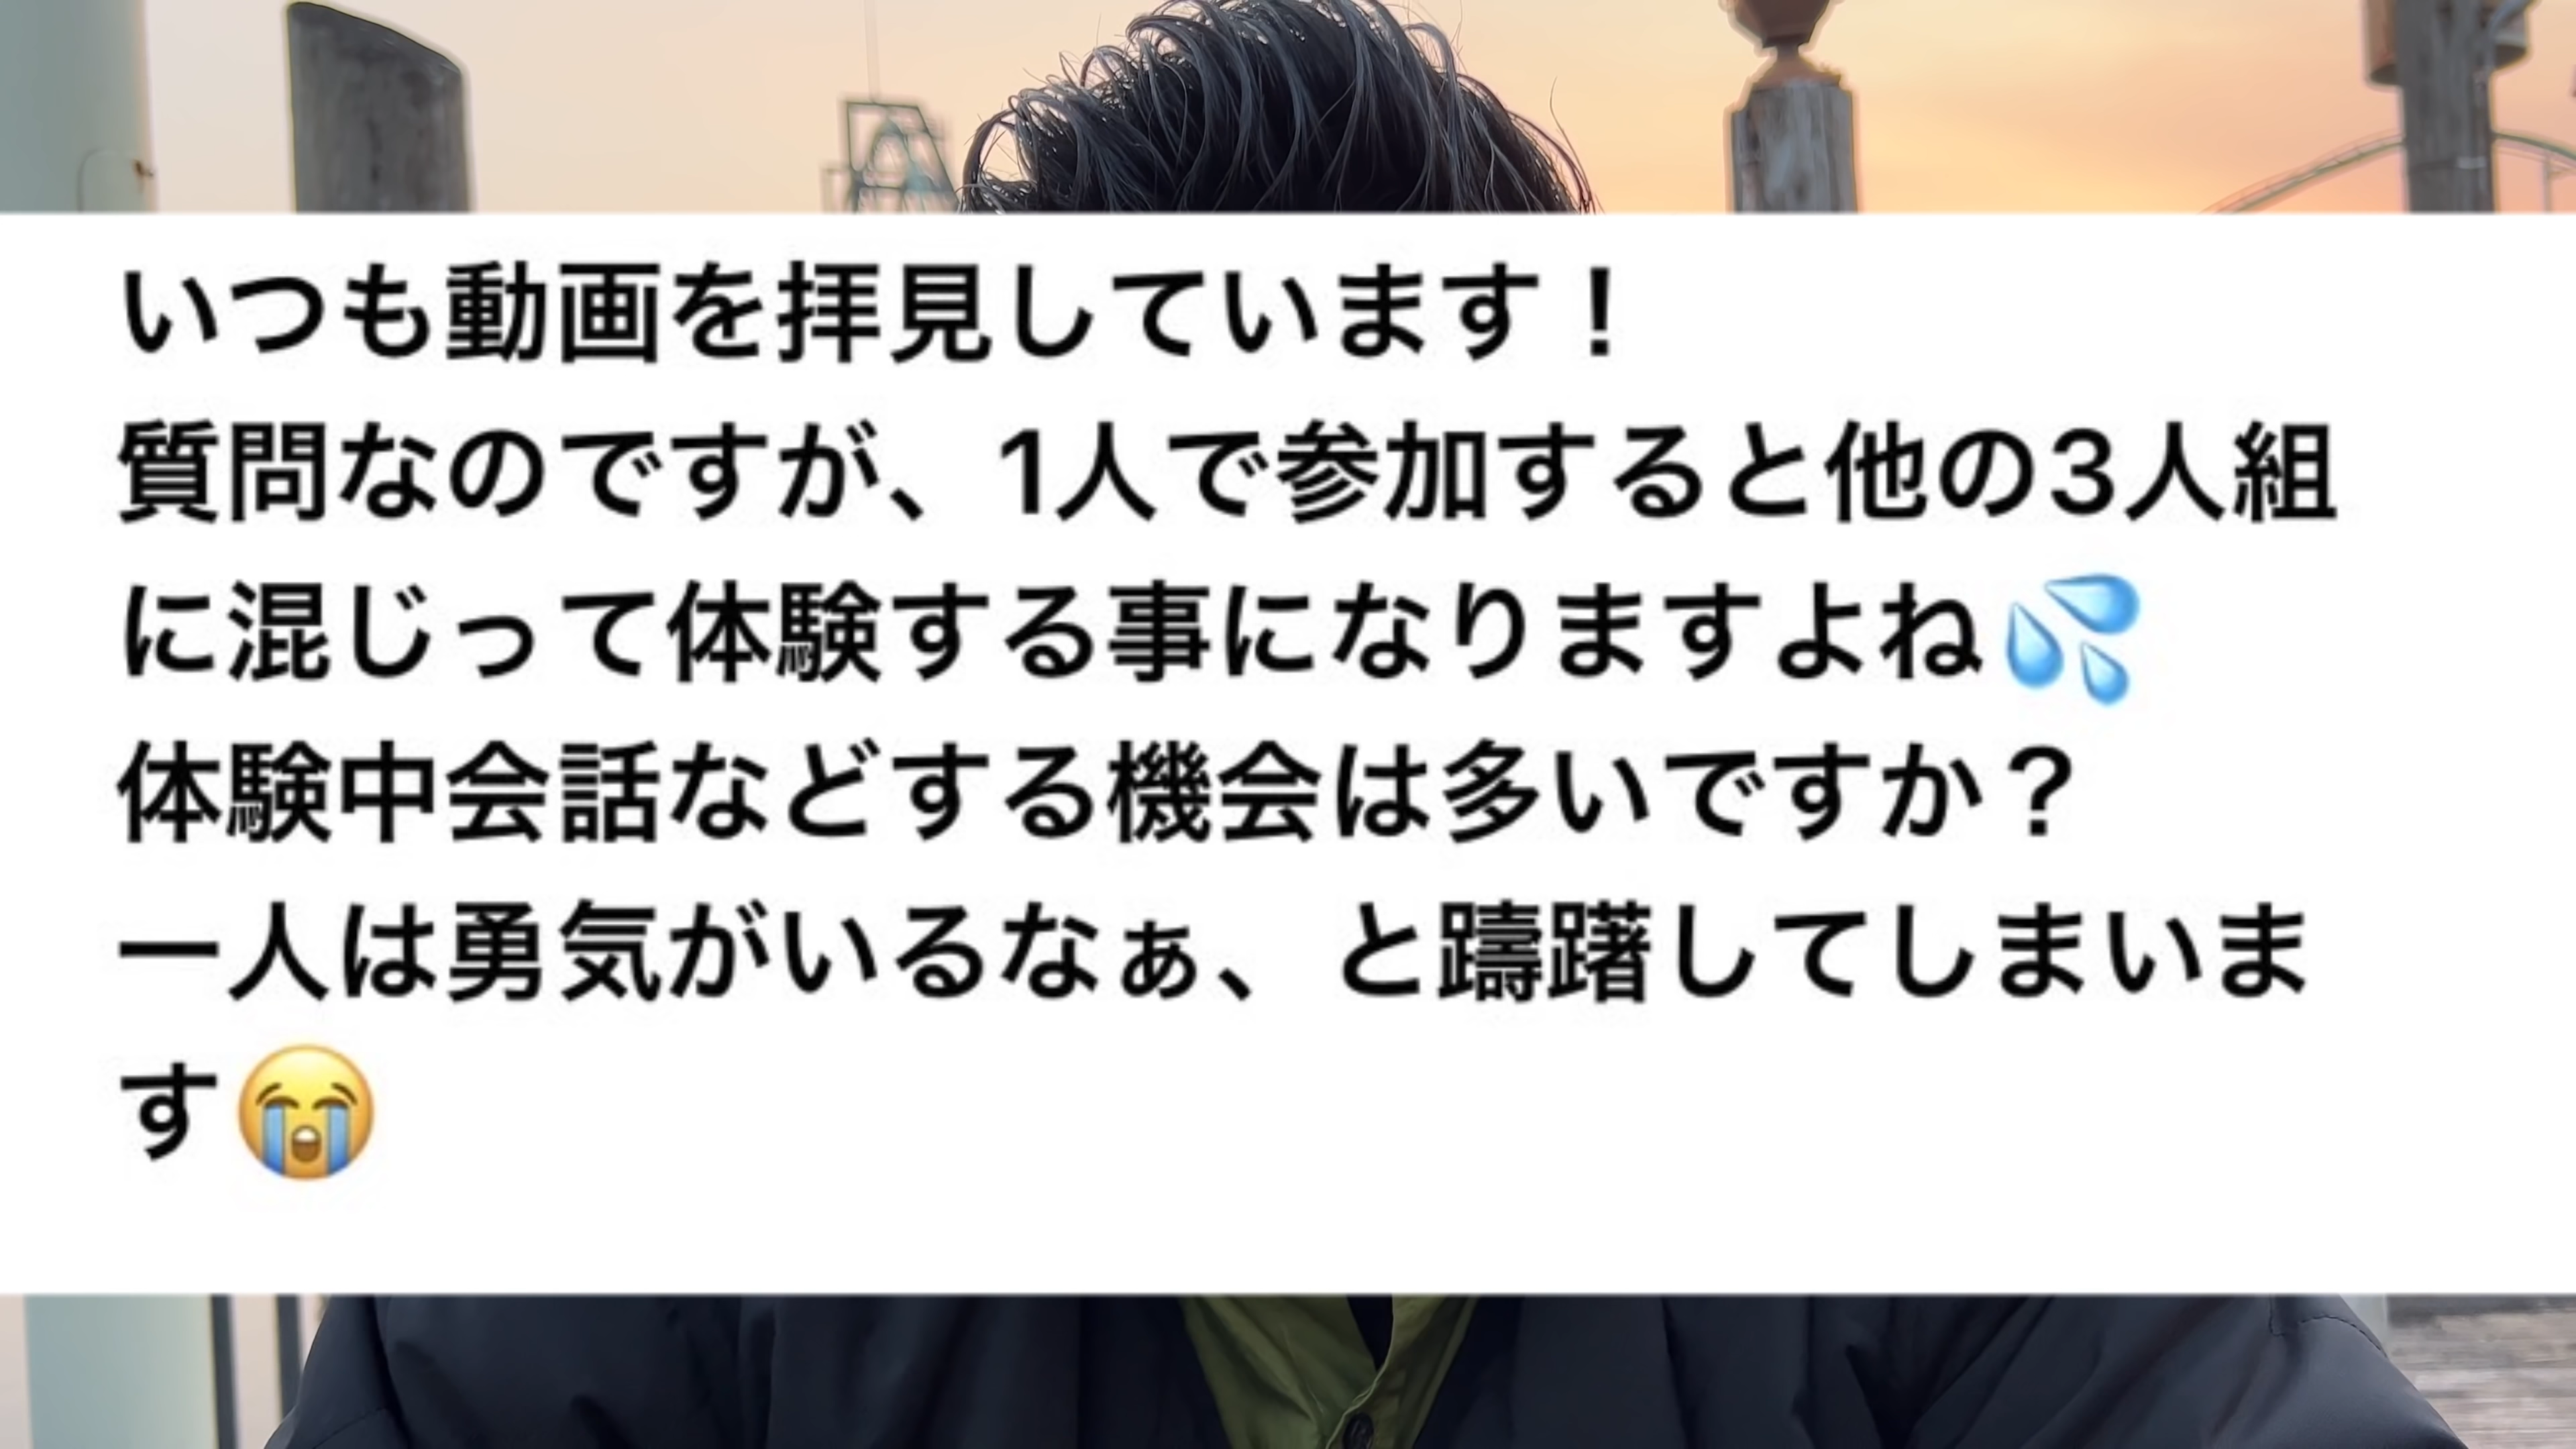 いつも動画を拝見しています！
質問なのですが、1人で参加すると他の3人組
に混じって体験する事になりますよね💦
体験中会話などする機会は多いですか？
一人は勇気がいるなぁ、と躊躇してしまいま
す😭